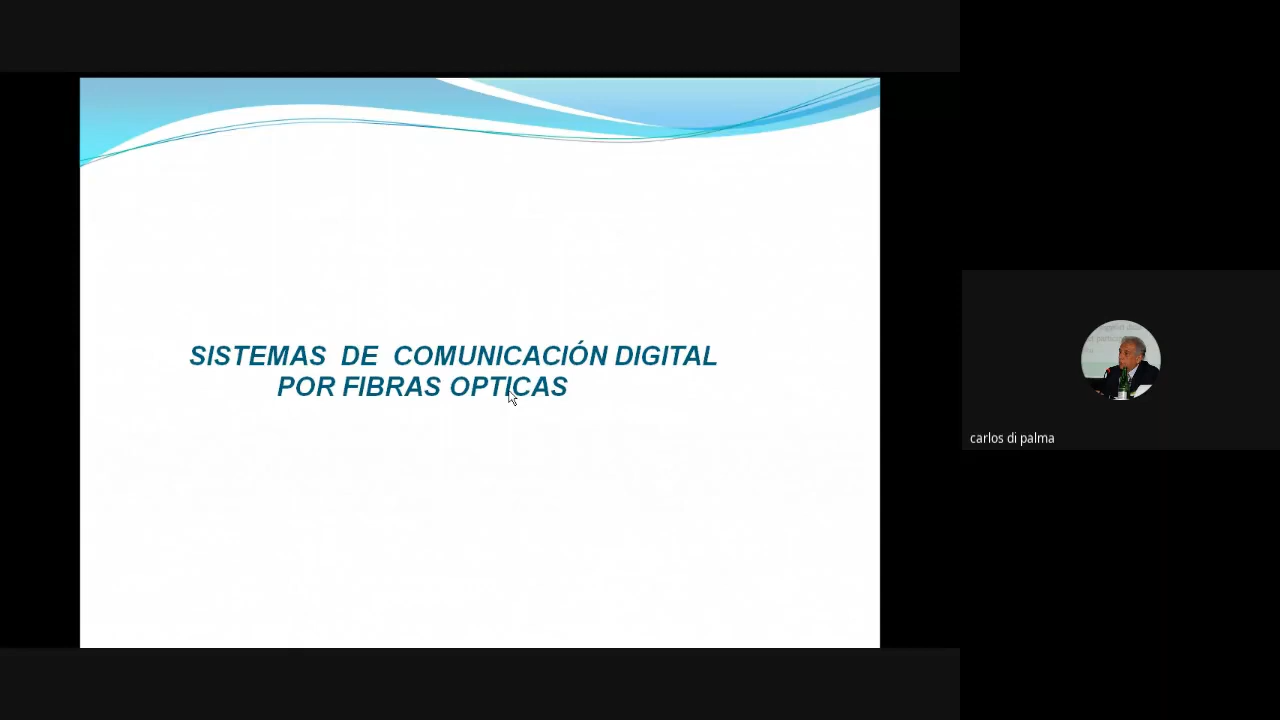 SISTEMAS DE COMUNICACIÓN DIGITAL
POR FIBRAS OPTICAS
carlos di palma